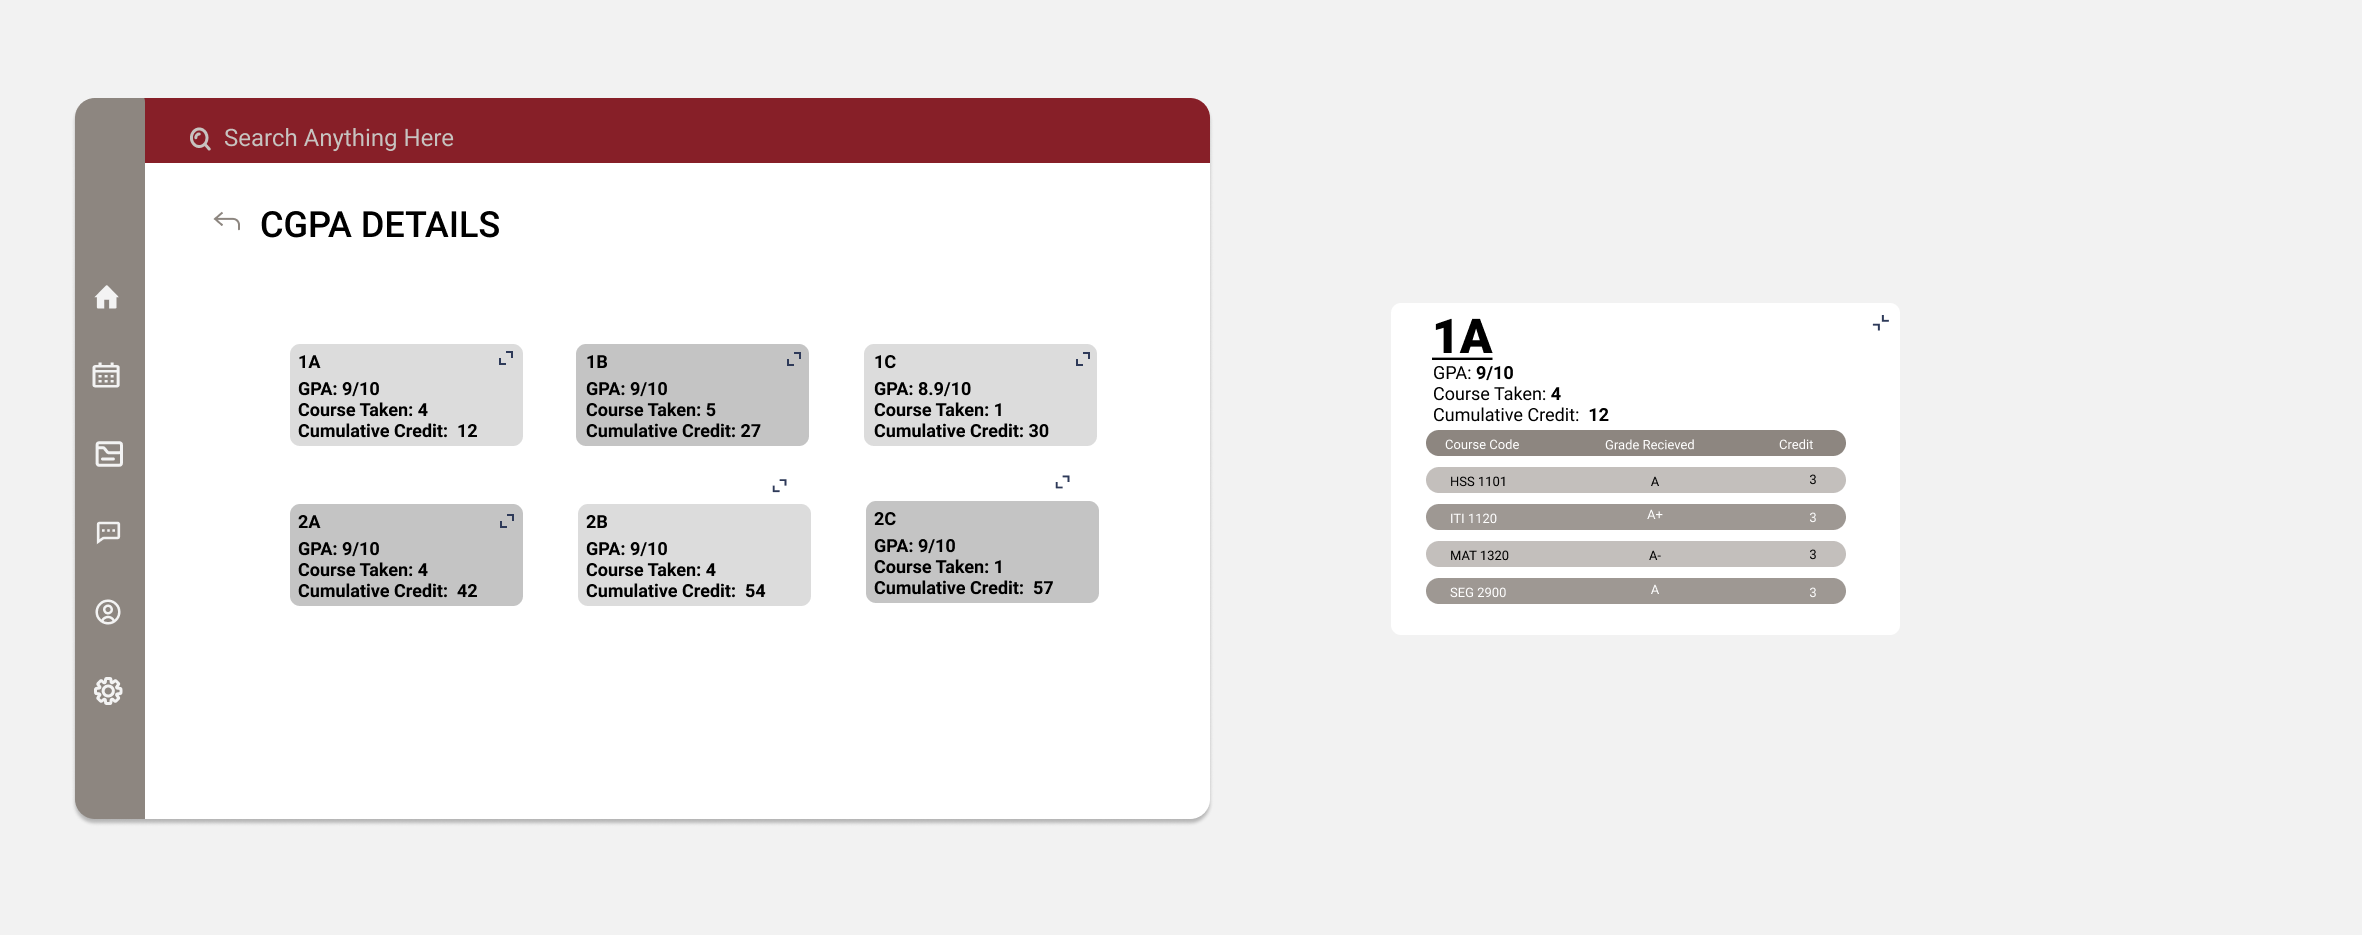 Search Anything Here
CGPA DETAILS
1A
GPA: 9/10
Course Taken: 4
Cumulative Credit: 12
1B
GPA: 9/10
Course Taken: 5
Cumulative Credit: 27
1C
GPA: 8.9/10
Course Taken: 1
Cumulative Credit: 30
2A
GPA: 9/10
Course Taken: 4
Cumulative Credit: 42
2B
GPA: 9/10
Course Taken: 4
Cumulative Credit: 54
2C
GPA: 9/10
Course Taken: 1
Cumulative Credit: 57
1A
GPA: 9/10
Course Taken: 4
Cumulative Credit: 12
Course Code Grade Recieved Credit
HSS 1101 A 3
ITI 1120 A+ 3
MAT 1320 A- 3
SEG 2900 A 3